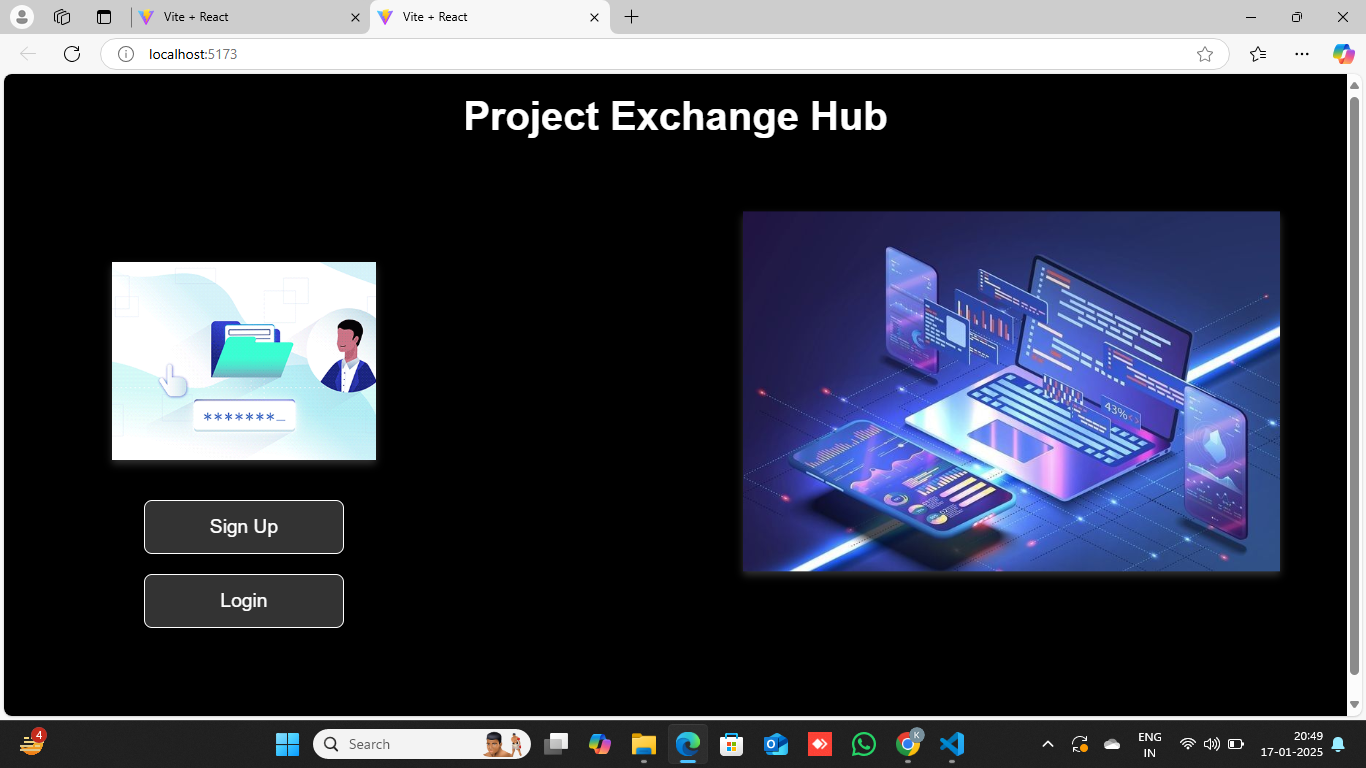 Vite + React
Vite + React
localhost:5173
Project Exchange Hub
*******_
43%
Sign Up
Login
4
Search
K
ENG
IN
20:49
17-01-2025